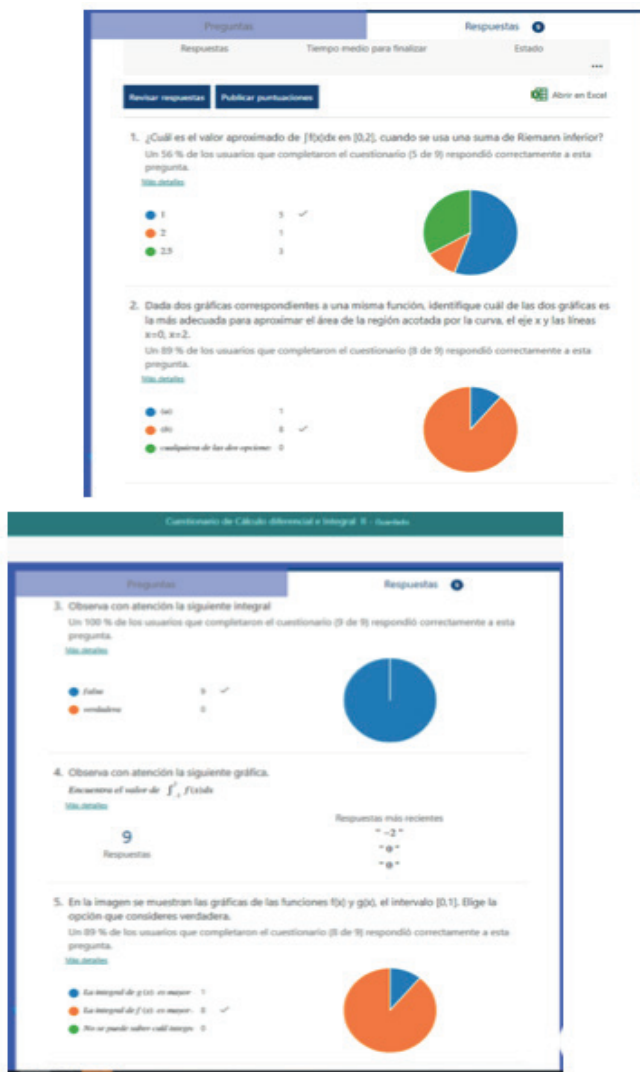 Preguntas
Respuestas 9
Respuestas
Tiempo medio para finalizar
Estado
...
Revisar respuestas
Publicar puntuaciones
Abrir en Excel
1. ¿Cuál es el valor aproximado de ∫f(x)dx en [0,2], cuando se usa una suma de Riemann inferior?
Un 56 % de los usuarios que completaron el cuestionario (5 de 9) respondió correctamente a esta
pregunta.
Más detalles
1 5 ✓
2 1
2.5 3
2. Dada dos gráficas correspondientes a una misma función, identifique cuál de las dos gráficas es
la más adecuada para aproximar el área de la región acotada por la curva, el eje x y las líneas
x=0, x=2.
Un 89 % de los usuarios que completaron el cuestionario (8 de 9) respondió correctamente a esta
pregunta.
Más detalles
(a) 1
(b) 8 ✓
cualquiera de las dos opciones 0
Cuestionario de Cálculo diferencial e Integral II - Guardado
Preguntas
Respuestas 9
3. Observa con atención la siguiente integral
Un 100 % de los usuarios que completaron el cuestionario (9 de 9) respondió correctamente a esta
pregunta.
Más detalles
Falso 9 ✓
verdadero 0
4. Observa con atención la siguiente gráfica.
Encuentra el valor de ∫ f(x)dx
Más detalles
9
Respuestas
Respuestas más recientes
" -2 "
5. En la imagen se muestran las gráficas de las funciones f(x) y g(x), el intervalo [0,1]. Elige la
opción que consideres verdadera.
Un 89 % de los usuarios que completaron el cuestionario (8 de 9) respondió correctamente a esta
pregunta.
Más detalles
La integral de g (x) es mayor 1
La integral de f (x) es mayor 8 ✓
No se puede saber cuál integr 0